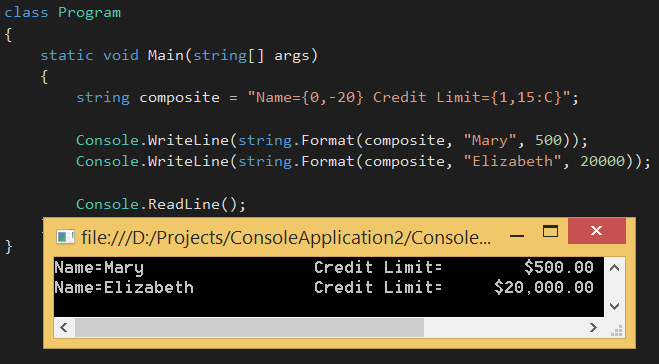 class Program
{
    static void Main(string[] args)
    {
        string composite = "Name={0,-20} Credit Limit={1,15:C}";

        Console.WriteLine(string.Format(composite, "Mary", 500));
        Console.WriteLine(string.Format(composite, "Elizabeth", 20000));

        Console.ReadLine();
}
file:///D:/Projects/ConsoleApplication2/Console...
Name=Mary                 Credit Limit=        $500.00
Name=Elizabeth            Credit Limit=     $20,000.00